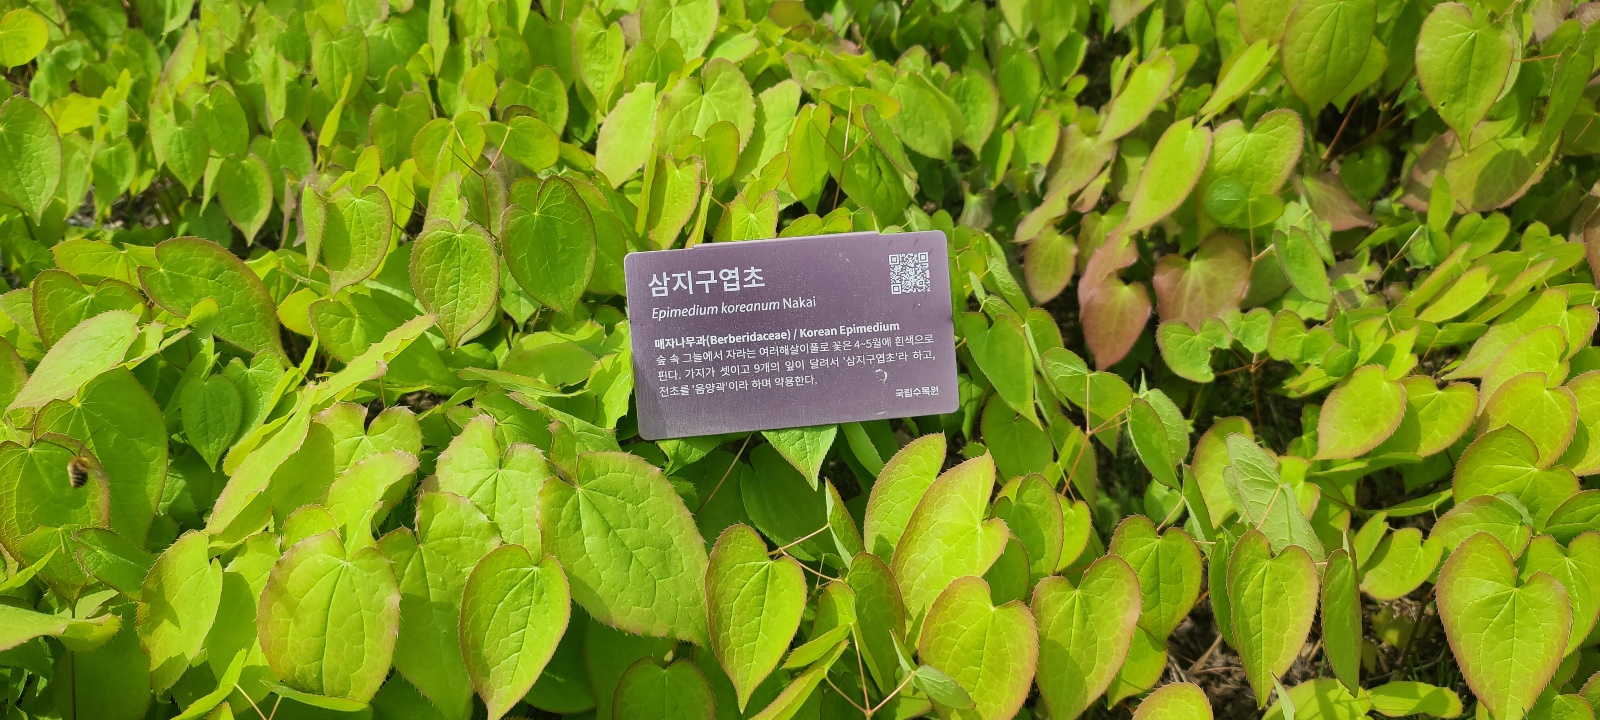 삼지구엽초
Epimedium koreanum Nakai
매자나무과(Berberidaceae) / Korean Epimedium
숲 속 그늘에서 자라는 여러해살이풀로 꽃은 4~5월에 흰색으로
핀다. 가지가 셋이고 9개의 잎이 달려서 '삼지구엽초'라 하고,
전초를 '음양곽'이라 하며 약용한다.
국립수목원